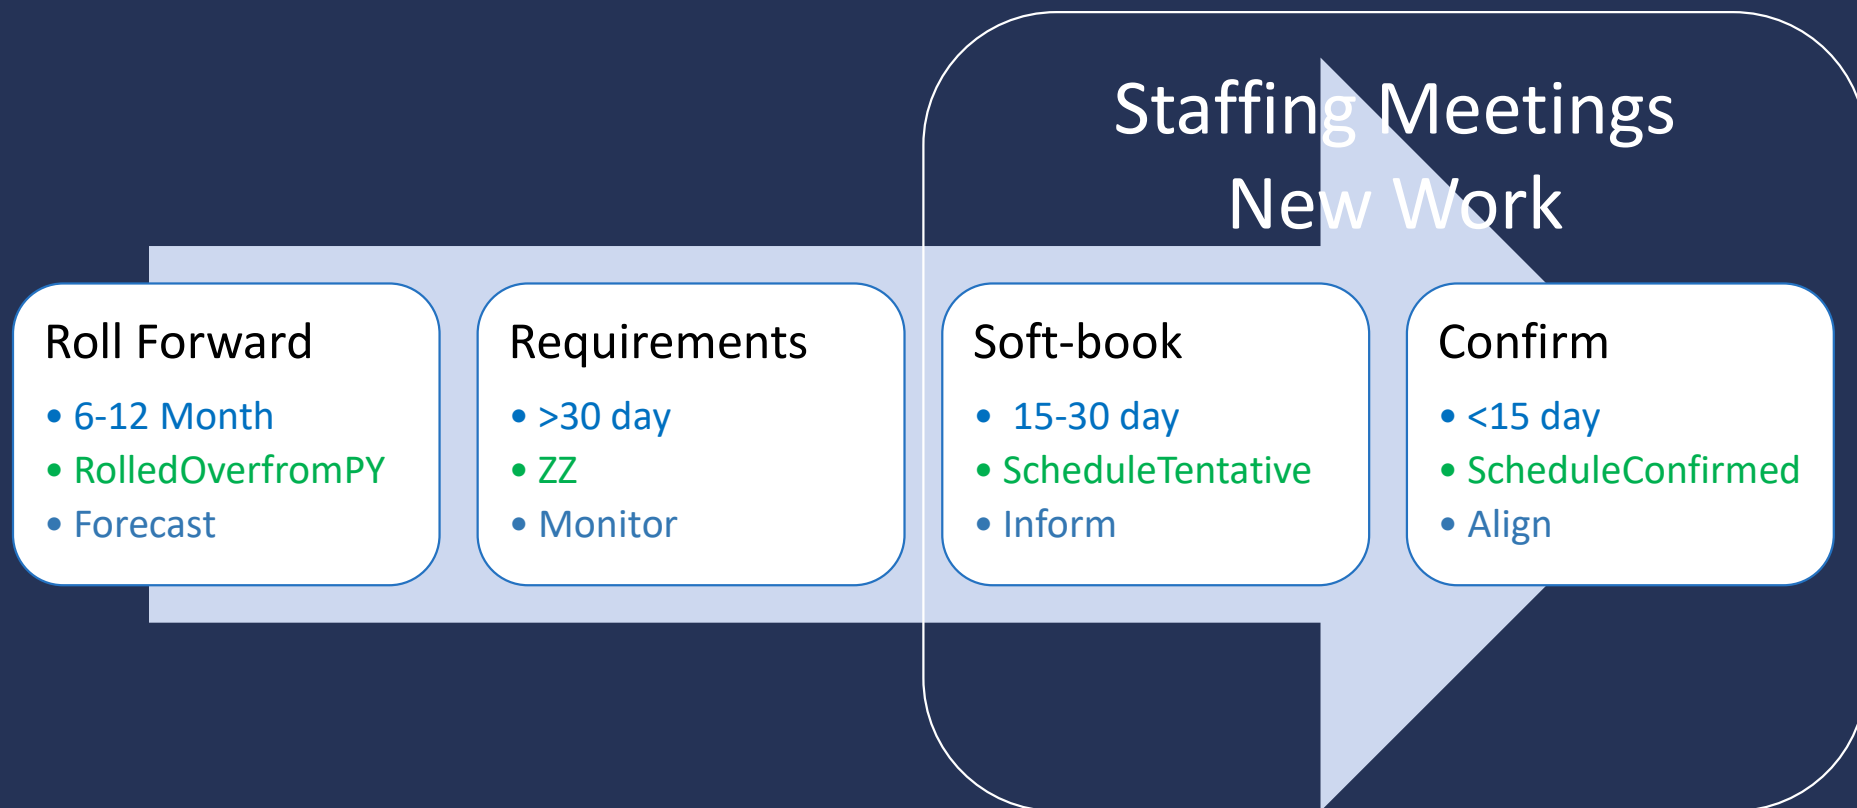 Staffing Meetings
New Work
Roll Forward
• 6-12 Month
• RolledOverfromPY
• Forecast
Requirements
• >30 day
• ZZ
• Monitor
Soft-book
• 15-30 day
• ScheduleTentative
• Inform
Confirm
• <15 day
• ScheduleConfirmed
• Align